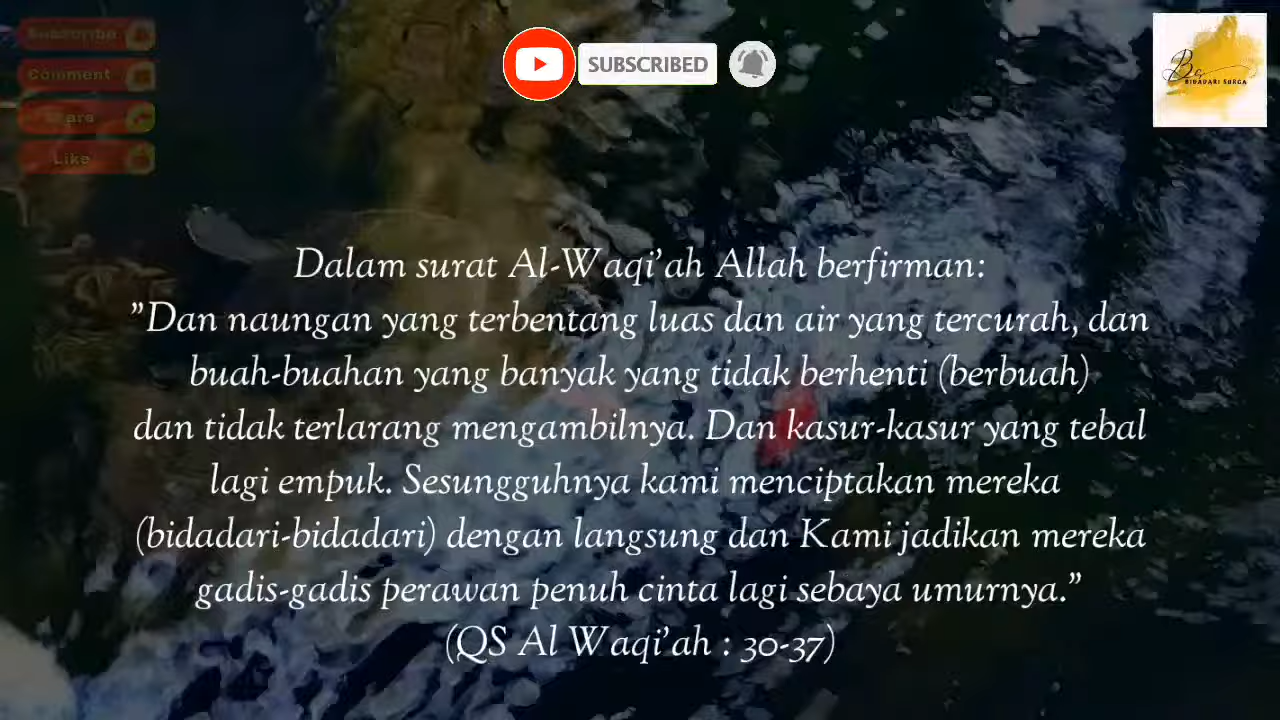 Subscribe
Comment
Share
Like
SUBSCRIBED
Bs
BIDADARI SURGA
Dalam surat Al-Waqi’ah Allah berfirman:
”Dan naungan yang terbentang luas dan air yang tercurah, dan
buah-buahan yang banyak yang tidak berhenti (berbuah)
dan tidak terlarang mengambilnya. Dan kasur-kasur yang tebal
lagi empuk. Sesungguhnya kami menciptakan mereka
(bidadari-bidadari) dengan langsung dan Kami jadikan mereka
gadis-gadis perawan penuh cinta lagi sebaya umurnya.”
(QS Al Waqi’ah : 30-37)